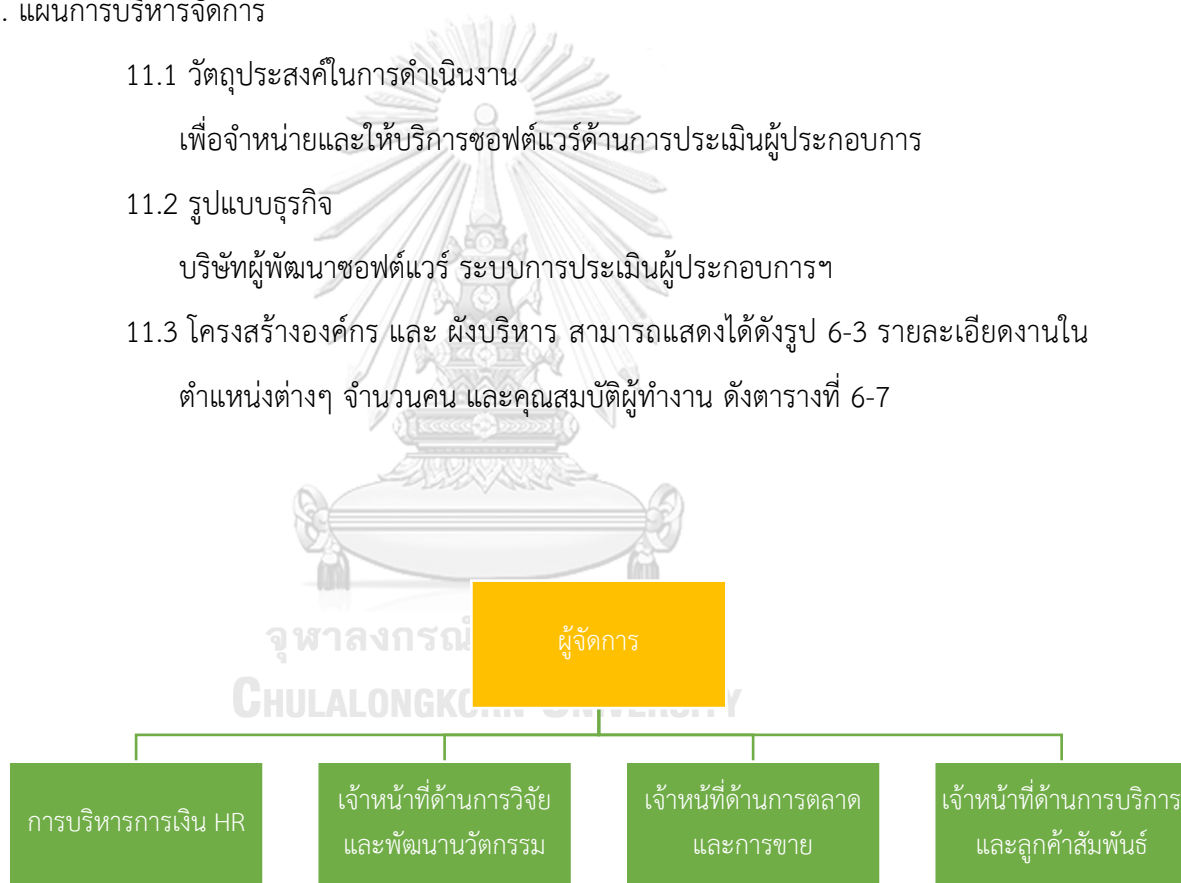 . แผนการบริหารจัดการ
11.1 วัตถุประสงค์ในการดำเนินงาน
เพื่อจำหน่ายและให้บริการซอฟต์แวร์ด้านการประเมินผู้ประกอบการ
11.2 รูปแบบธุรกิจ
บริษัทผู้พัฒนาซอฟต์แวร์ ระบบการประเมินผู้ประกอบการฯ
11.3 โครงสร้างองค์กร และ ผังบริหาร สามารถแสดงได้ดังรูป 6-3 รายละเอียดงานใน
ตำแหน่งต่างๆ จำนวนคน และคุณสมบัติผู้ทำงาน ดังตารางที่ 6-7
ผู้จัดการ
จุฬาลงกรณ์
CHULALONGKORN UNIVERSITY
การบริหารการเงิน HR
เจ้าหน้าที่ด้านการวิจัย
และพัฒนานวัตกรรม
เจ้าหน้ที่ด้านการตลาด
และการขาย
เจ้าหน้าที่ด้านการบริการ
และลูกค้าสัมพันธ์